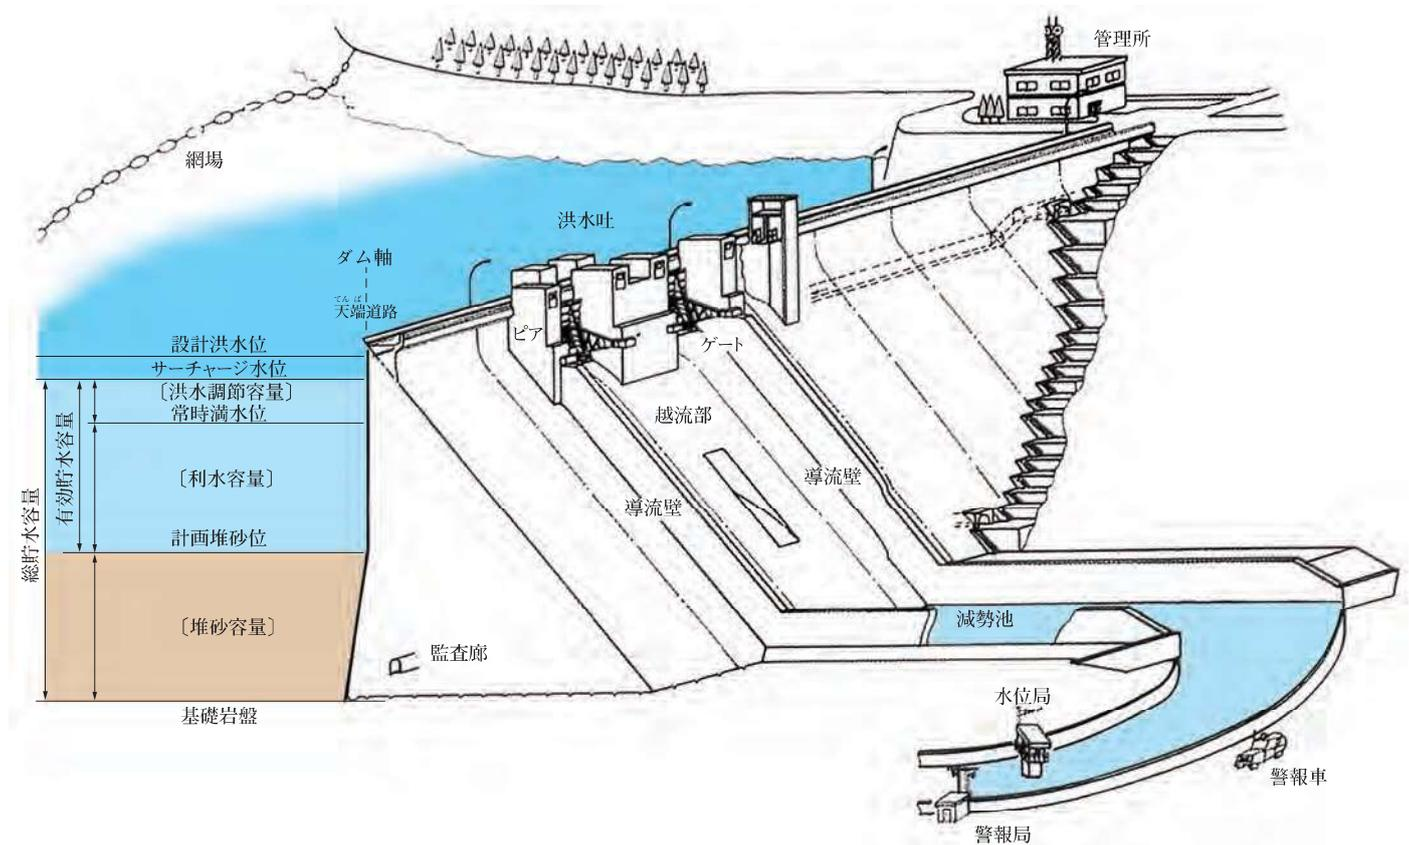 管理所
網場
洪水吐
ダム軸
てんば
天端道路
設計洪水位
サーチャージ水位
〔洪水調節容量〕
常時満水位
ピア
ゲート
越流部
有効貯水容量
〔利水容量〕
総貯水容量
導流壁
導流壁
計画堆砂位
〔堆砂容量〕
監査廊
減勢池
基礎岩盤
水位局
警報車
警報局